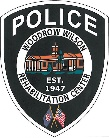 POLICE
WOODROW WILSON
EST.
1947
REHABILITATION CENTER